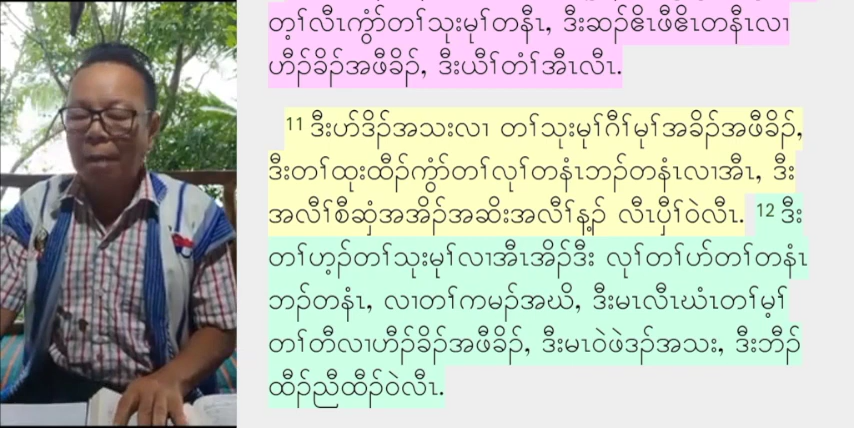 တ့ၢ်လီၤကွံာ်တၢ်သုးမုၢ်တနီၤ, ဒီးဆၣ်ဧိၤဖီဧိၤတနီၤလၢ
ဟီၣ်ခိၣ်အဖီခိၣ်, ဒီးယီၢ်တံၢ်အီၤလီၤ.
11 ဒီးဟ်ဒိၣ်အသးလၢ တၢ်သုးမုၢ်ဂီၢ်မုၢ်အခိၣ်အဖီခိၣ်,
ဒီးတၢ်ထုးထီၣ်ကွံာ်တၢ်လုၢ်တနံၤဘၣ်တနံၤလၢအီၤ, ဒီး
အလီၢ်စီဆှံအအိၣ်အဆိးအလီၢ်န့ၣ် လီၤပှီၢ်ဝဲလီၤ. 12 ဒီး
တၢ်ဟ့ၣ်တၢ်သုးမုၢ်လၢအီၤအိၣ်ဒီး လုၢ်တၢ်ဟ်တၢ်တနံၤ
ဘၣ်တနံၤ, လၢတၢ်ကမၣ်အဃိ, ဒီးမၤလီၤဃံၤတၢ်မ့ၢ်
တၢ်တီလၢဟီၣ်ခိၣ်အဖီခိၣ်, ဒီးမၤဝဲဖဲဒၣ်အသး, ဒီးဘီၣ်
ထီၣ်ညီထီၣ်ဝဲလီၤ.